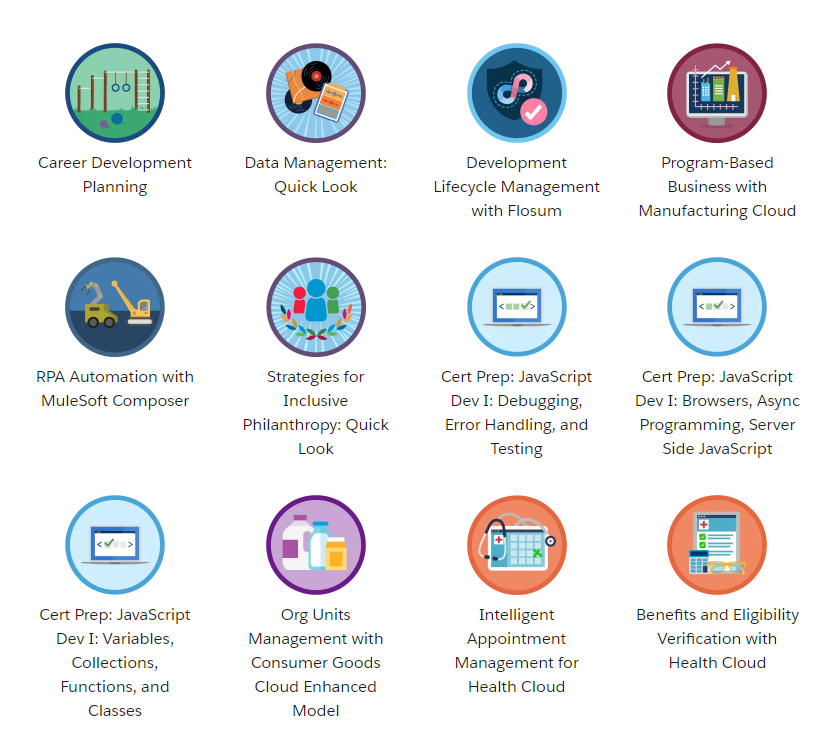 Career Development
Planning
Data Management:
Quick Look
Development
Lifecycle Management
with Flosum
Program-Based
Business with
Manufacturing Cloud
RPA Automation with
MuleSoft Composer
Strategies for
Inclusive
Philanthropy: Quick
Look
Cert Prep: JavaScript
Dev I: Debugging,
Error Handling, and
Testing
Cert Prep: JavaScript
Dev I: Browsers, Async
Programming, Server
Side JavaScript
Cert Prep: JavaScript
Dev I: Variables,
Collections,
Functions, and
Classes
Org Units
Management with
Consumer Goods
Cloud Enhanced
Model
Intelligent
Appointment
Management for
Health Cloud
Benefits and Eligibility
Verification with
Health Cloud